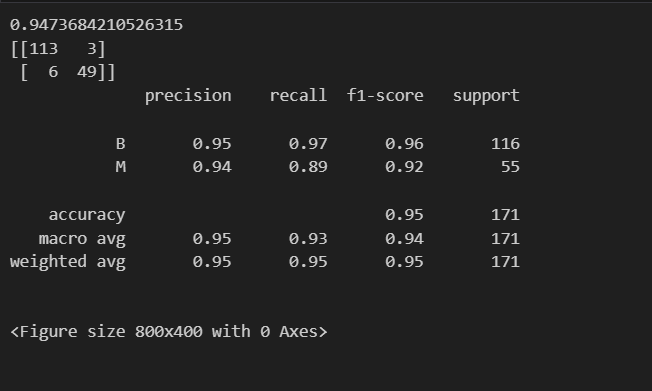 0.9473684210526315
[[113   3]
 [  6  49]]
              precision    recall  f1-score   support

           B       0.95      0.97      0.96       116
           M       0.94      0.89      0.92        55

    accuracy                           0.95       171
   macro avg       0.95      0.93      0.94       171
weighted avg       0.95      0.95      0.95       171

<Figure size 800x400 with 0 Axes>